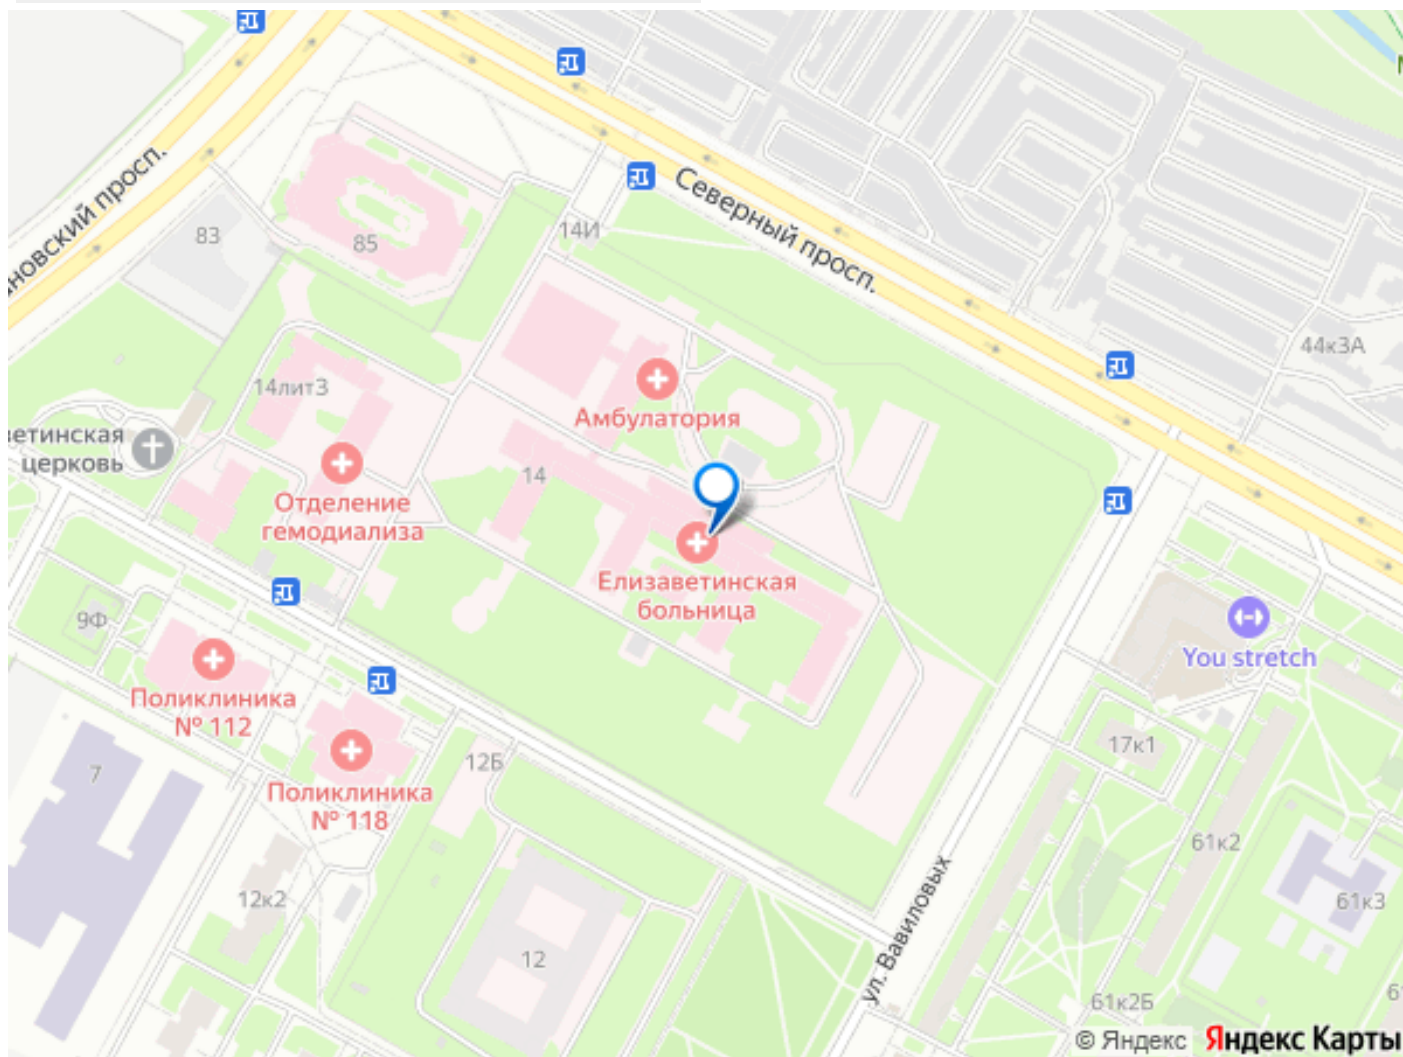 Северный просп.
новский просп.
83
85
14И
44к3А
14лит3
Амбулатория
ветинская
церковь
14
Отделение
гемодиализа
Елизаветинская
больница
9Ф
You stretch
Поликлиника
№ 112
17к1
7
12Б
Поликлиника
№ 118
61к2
12к2
61к3
ул. Вавиловых
12
61к2Б
© Яндекс
Яндекс Карты